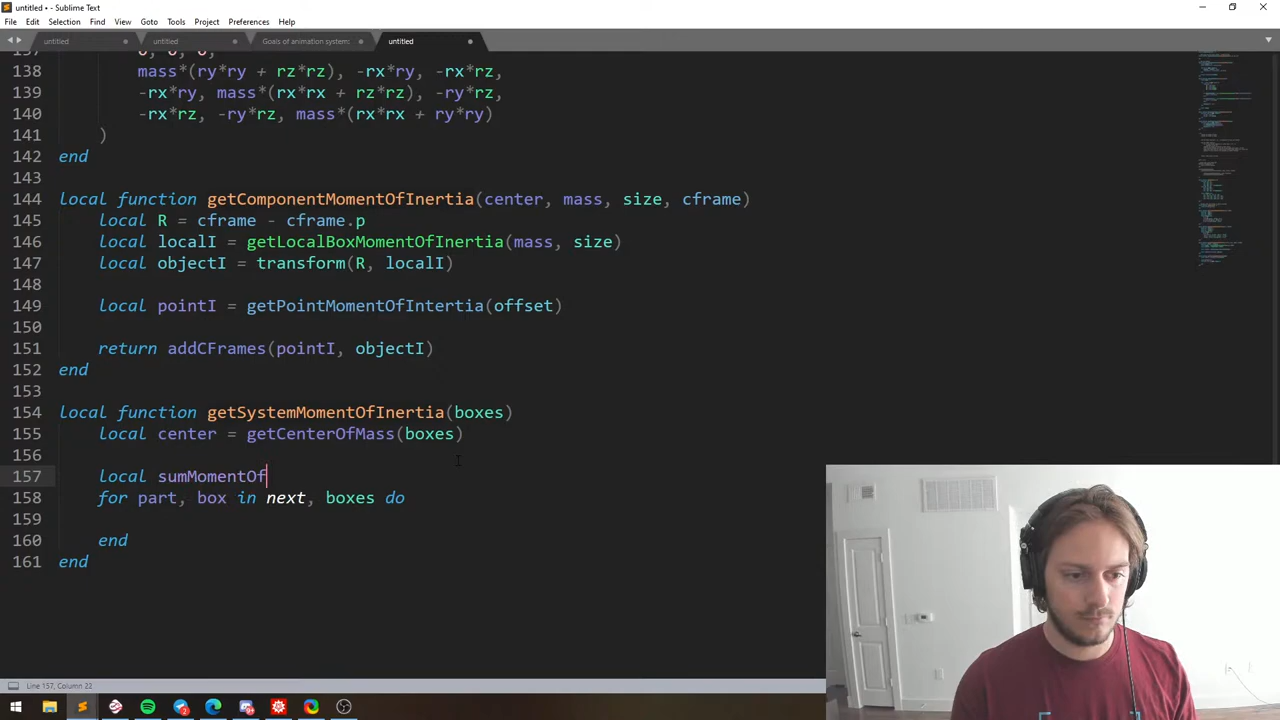 untitled • - Sublime Text
File Edit Selection Find View Goto Tools Project Preferences Help
untitled untitled Goals of animation system: untitled
138 mass*(ry*ry + rz*rz), -rx*ry, -rx*rz,
139 -rx*ry, mass*(rx*rx + rz*rz), -ry*rz,
140 -rx*rz, -ry*rz, mass*(rx*rx + ry*ry)
141 )
142 end
143
144 local function getComponentMomentOfInertia(center, mass, size, cframe)
145 local R = cframe - cframe.p
146 local localI = getLocalBoxMomentOfInertia(mass, size)
147 local objectI = transform(R, localI)
148
149 local pointI = getPointMomentOfIntertia(offset)
150
151 return addCFrames(pointI, objectI)
152 end
153
154 local function getSystemMomentOfInertia(boxes)
155 local center = getCenterOfMass(boxes)
156
157 local sumMomentOf
158 for part, box in next, boxes do
159
160 end
161 end
Line 157, Column 22